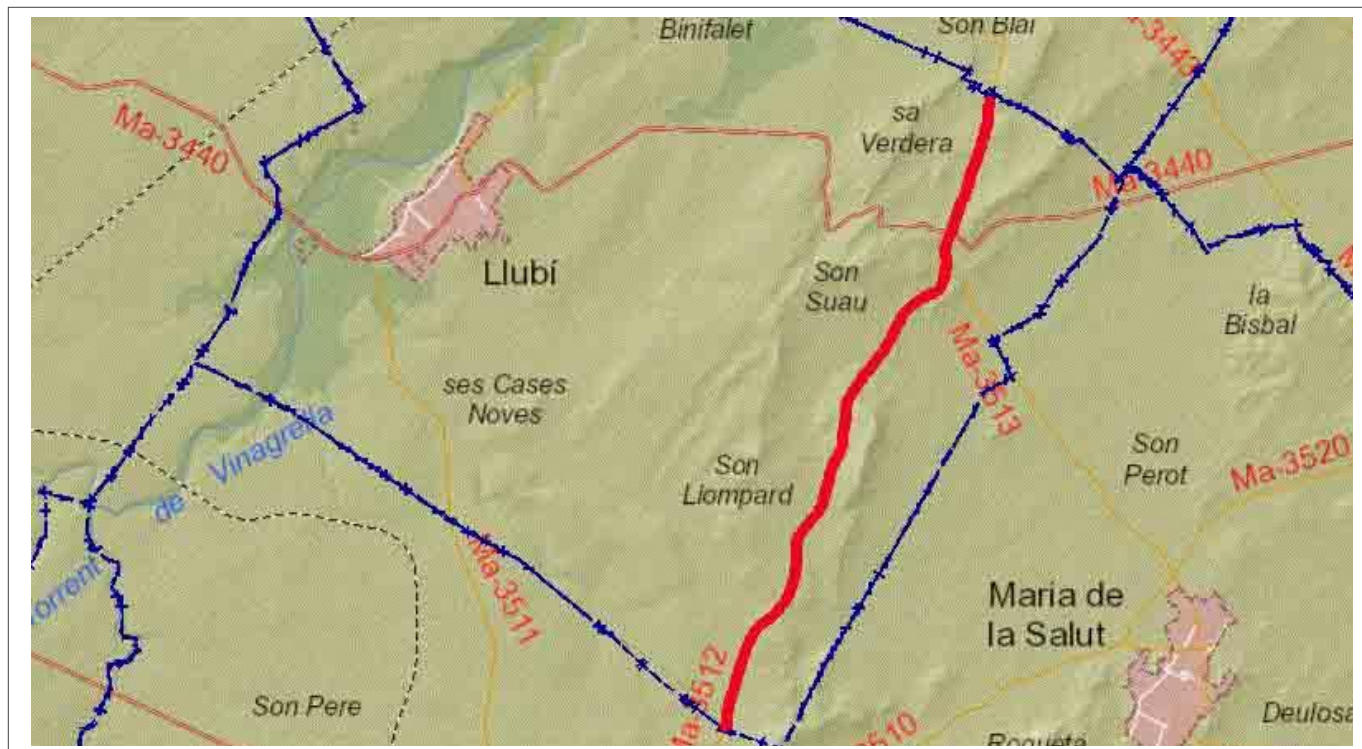 Binifalet
Son Blai
Ma-3443
Ma-3440
sa
Verdera
Ma-3440
Llubí
Son
Suau
la
Bisbal
ses Cases
Noves
Ma-3513
Son
Perot
Ma-3520
Son
Llompard
Torrent de Vinagrella
Ma-3511
Maria de
la Salut
Ma-3512
Son Pere
Deulosa
Roqueta
3510